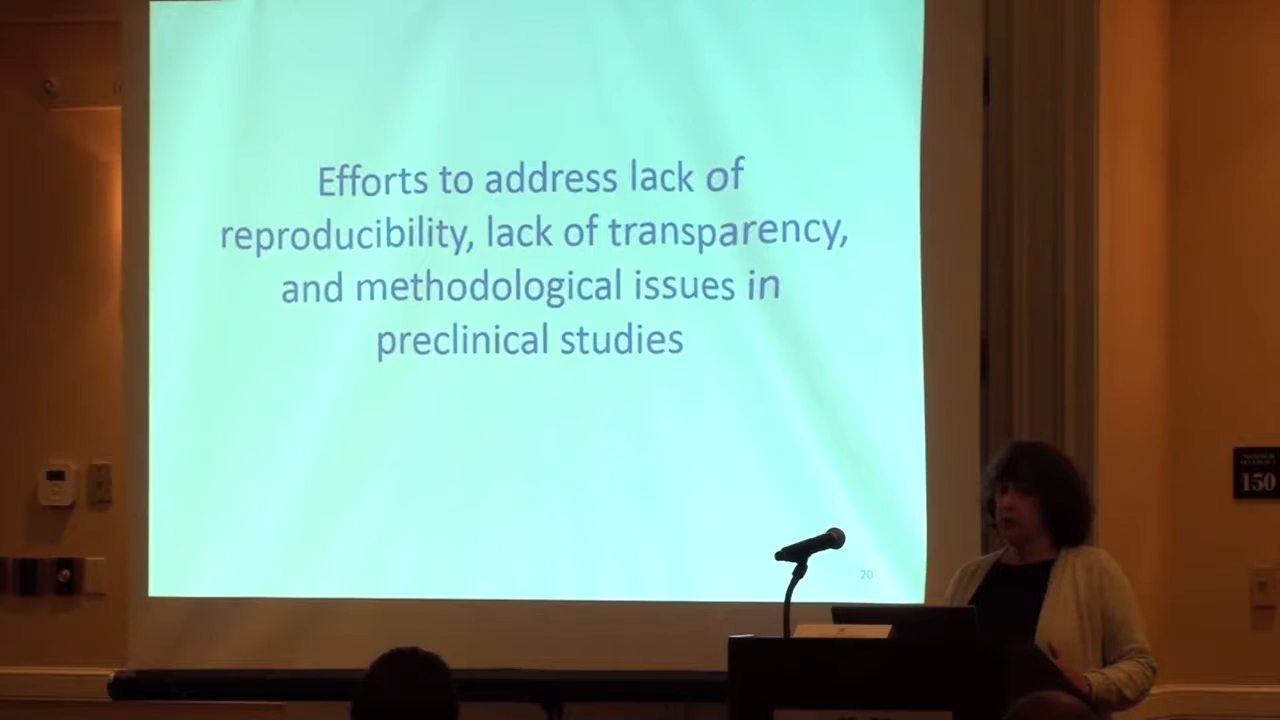 Efforts to address lack of
reproducibility, lack of transparency,
and methodological issues in
preclinical studies
20
150